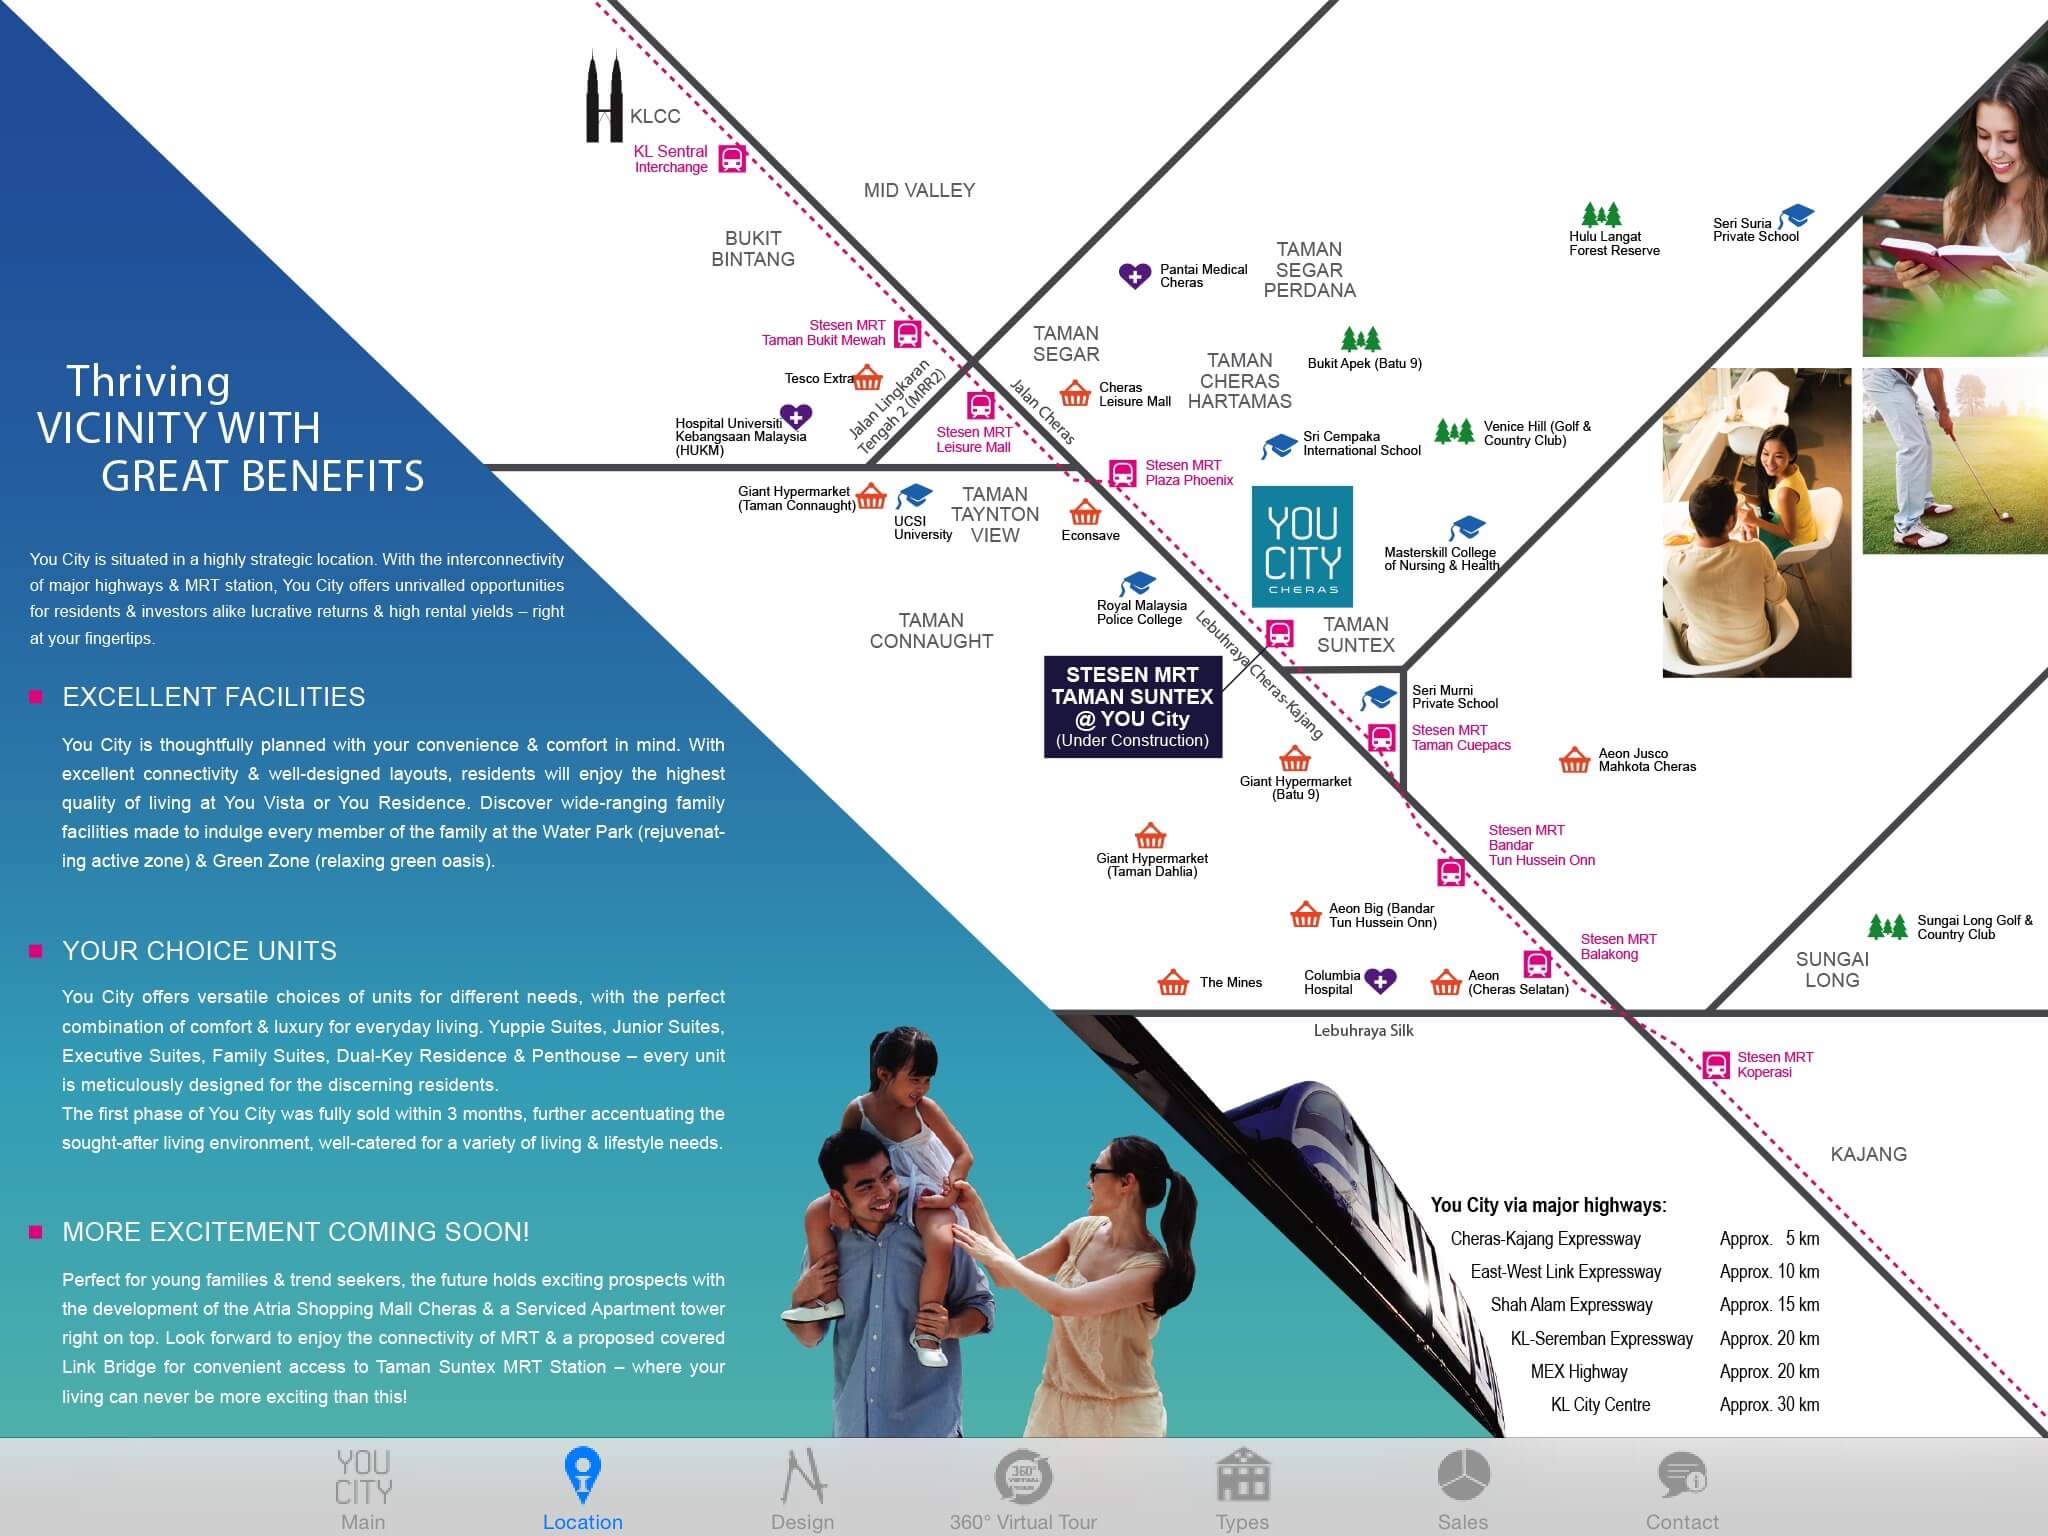 Thriving
VICINITY WITH
GREAT BENEFITS
You City is situated in a highly strategic location. With the interconnectivity
of major highways & MRT station, You City offers unrivalled opportunities
for residents & investors alike lucrative returns & high rental yields – right
at your fingertips.
EXCELLENT FACILITIES
You City is thoughtfully planned with your convenience & comfort in mind. With
excellent connectivity & well-designed layouts, residents will enjoy the highest
quality of living at You Vista or You Residence. Discover wide-ranging family
facilities made to indulge every member of the family at the Water Park (rejuvenat-
ing active zone) & Green Zone (relaxing green oasis).
YOUR CHOICE UNITS
You City offers versatile choices of units for different needs, with the perfect
combination of comfort & luxury for everyday living. Yuppie Suites, Junior Suites,
Executive Suites, Family Suites, Dual-Key Residence & Penthouse – every unit
is meticulously designed for the discerning residents.
The first phase of You City was fully sold within 3 months, further accentuating the
sought-after living environment, well-catered for a variety of living & lifestyle needs.
MORE EXCITEMENT COMING SOON!
Perfect for young families & trend seekers, the future holds exciting prospects with
the development of the Atria Shopping Mall Cheras & a Serviced Apartment tower
right on top. Look forward to enjoy the connectivity of MRT & a proposed covered
Link Bridge for convenient access to Taman Suntex MRT Station – where your
living can never be more exciting than this!
KLCC
KL Sentral
Interchange
MID VALLEY
BUKIT
BINTANG
Stesen MRT
Taman Bukit Mewah
Tesco Extra
Hospital Universiti
Kebangsaan Malaysia
(HUKM)
Jalan Lingkaran
Tengah 2 (MRR2)
Stesen MRT
Leisure Mall
Jalan Cheras
TAMAN
SEGAR
Pantai Medical
Cheras
TAMAN
SEGAR
PERDANA
Cheras
Leisure Mall
TAMAN
CHERAS
HARTAMAS
Bukit Apek (Batu 9)
Hulu Langat
Forest Reserve
Seri Suria
Private School
Sri Cempaka
International School
Venice Hill (Golf &
Country Club)
Stesen MRT
Plaza Phoenix
Giant Hypermarket
(Taman Connaught)
UCSI
University
TAMAN
TAYNTON
VIEW
Econsave
YOU
CITY
CHERAS
Masterskill College
of Nursing & Health
Royal Malaysia
Police College
TAMAN
CONNAUGHT
Lebuhraya Cheras-Kajang
TAMAN
SUNTEX
STESEN MRT
TAMAN SUNTEX
@ YOU City
(Under Construction)
Seri Murni
Private School
Stesen MRT
Taman Cuepacs
Giant Hypermarket
(Batu 9)
Aeon Jusco
Mahkota Cheras
Giant Hypermarket
(Taman Dahlia)
Stesen MRT
Bandar
Tun Hussein Onn
Aeon Big (Bandar
Tun Hussein Onn)
Stesen MRT
Balakong
The Mines
Columbia
Hospital
Aeon
(Cheras Selatan)
Sungai Long Golf &
Country Club
SUNGAI
LONG
Lebuhraya Silk
Stesen MRT
Koperasi
KAJANG
You City via major highways:
Cheras-Kajang Expressway Approx. 5 km
East-West Link Expressway Approx. 10 km
Shah Alam Expressway Approx. 15 km
KL-Seremban Expressway Approx. 20 km
MEX Highway Approx. 20 km
KL City Centre Approx. 30 km
YOU
CITY
360°
VIRTUAL
TOUR
Main
Location
Design
360° Virtual Tour
Types
Sales
Contact